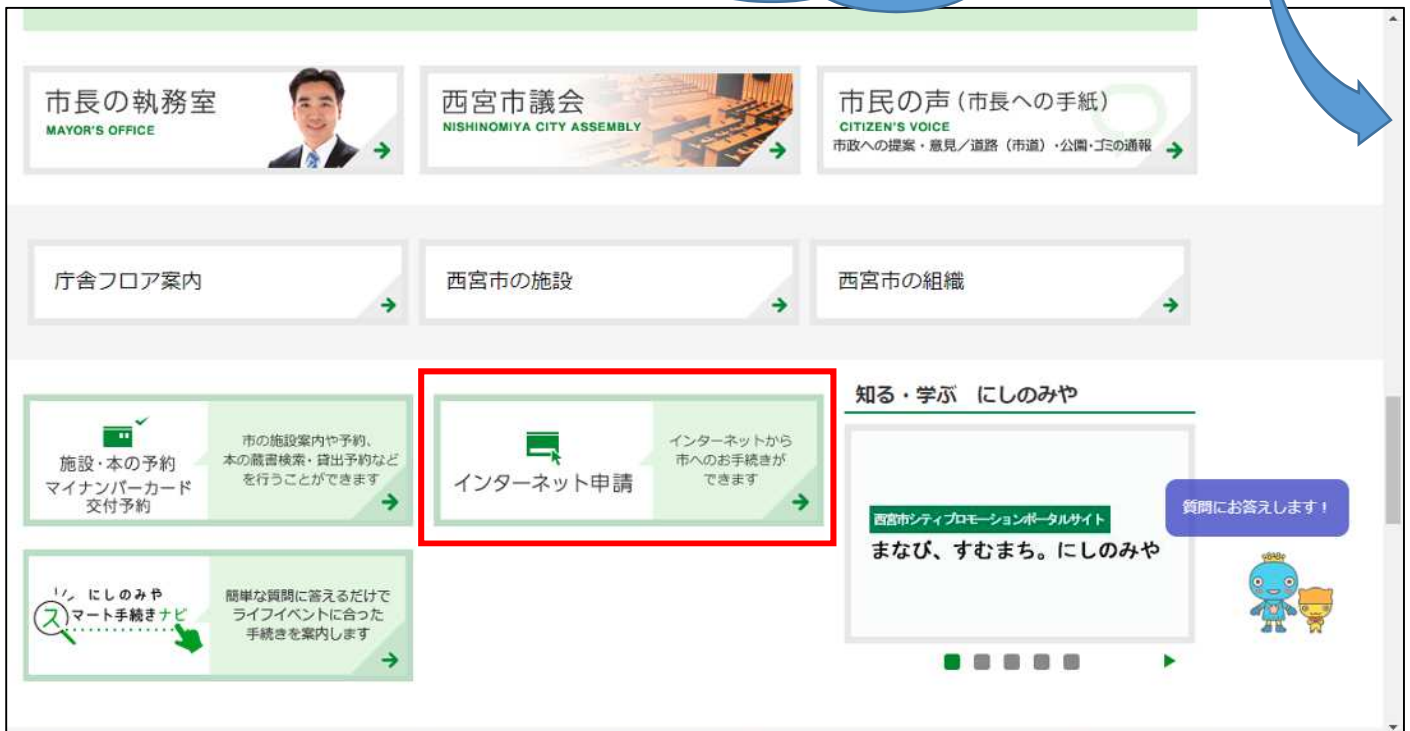 市長の執務室
MAYOR'S OFFICE
西宮市議会
NISHINOMIYA CITY ASSEMBLY
市民の声(市長への手紙)
CITIZEN'S VOICE
市政への提案・意見／道路（市道）・公園・ゴミの通報
庁舎フロア案内
西宮市の施設
西宮市の組織
施設・本の予約
マイナンバーカード
交付予約
市の施設案内や予約、
本の蔵書検索・貸出予約など
を行うことができます
インターネット申請
インターネットから
市へのお手続きが
できます
知る・学ぶ　にしのみや
西宮市シティプロモーションポータルサイト
まなび、すむまち。にしのみや
質問にお答えします！
にしのみや
スマート手続きナビ
簡単な質問に答えるだけで
ライフイベントに合った
手続きを案内します